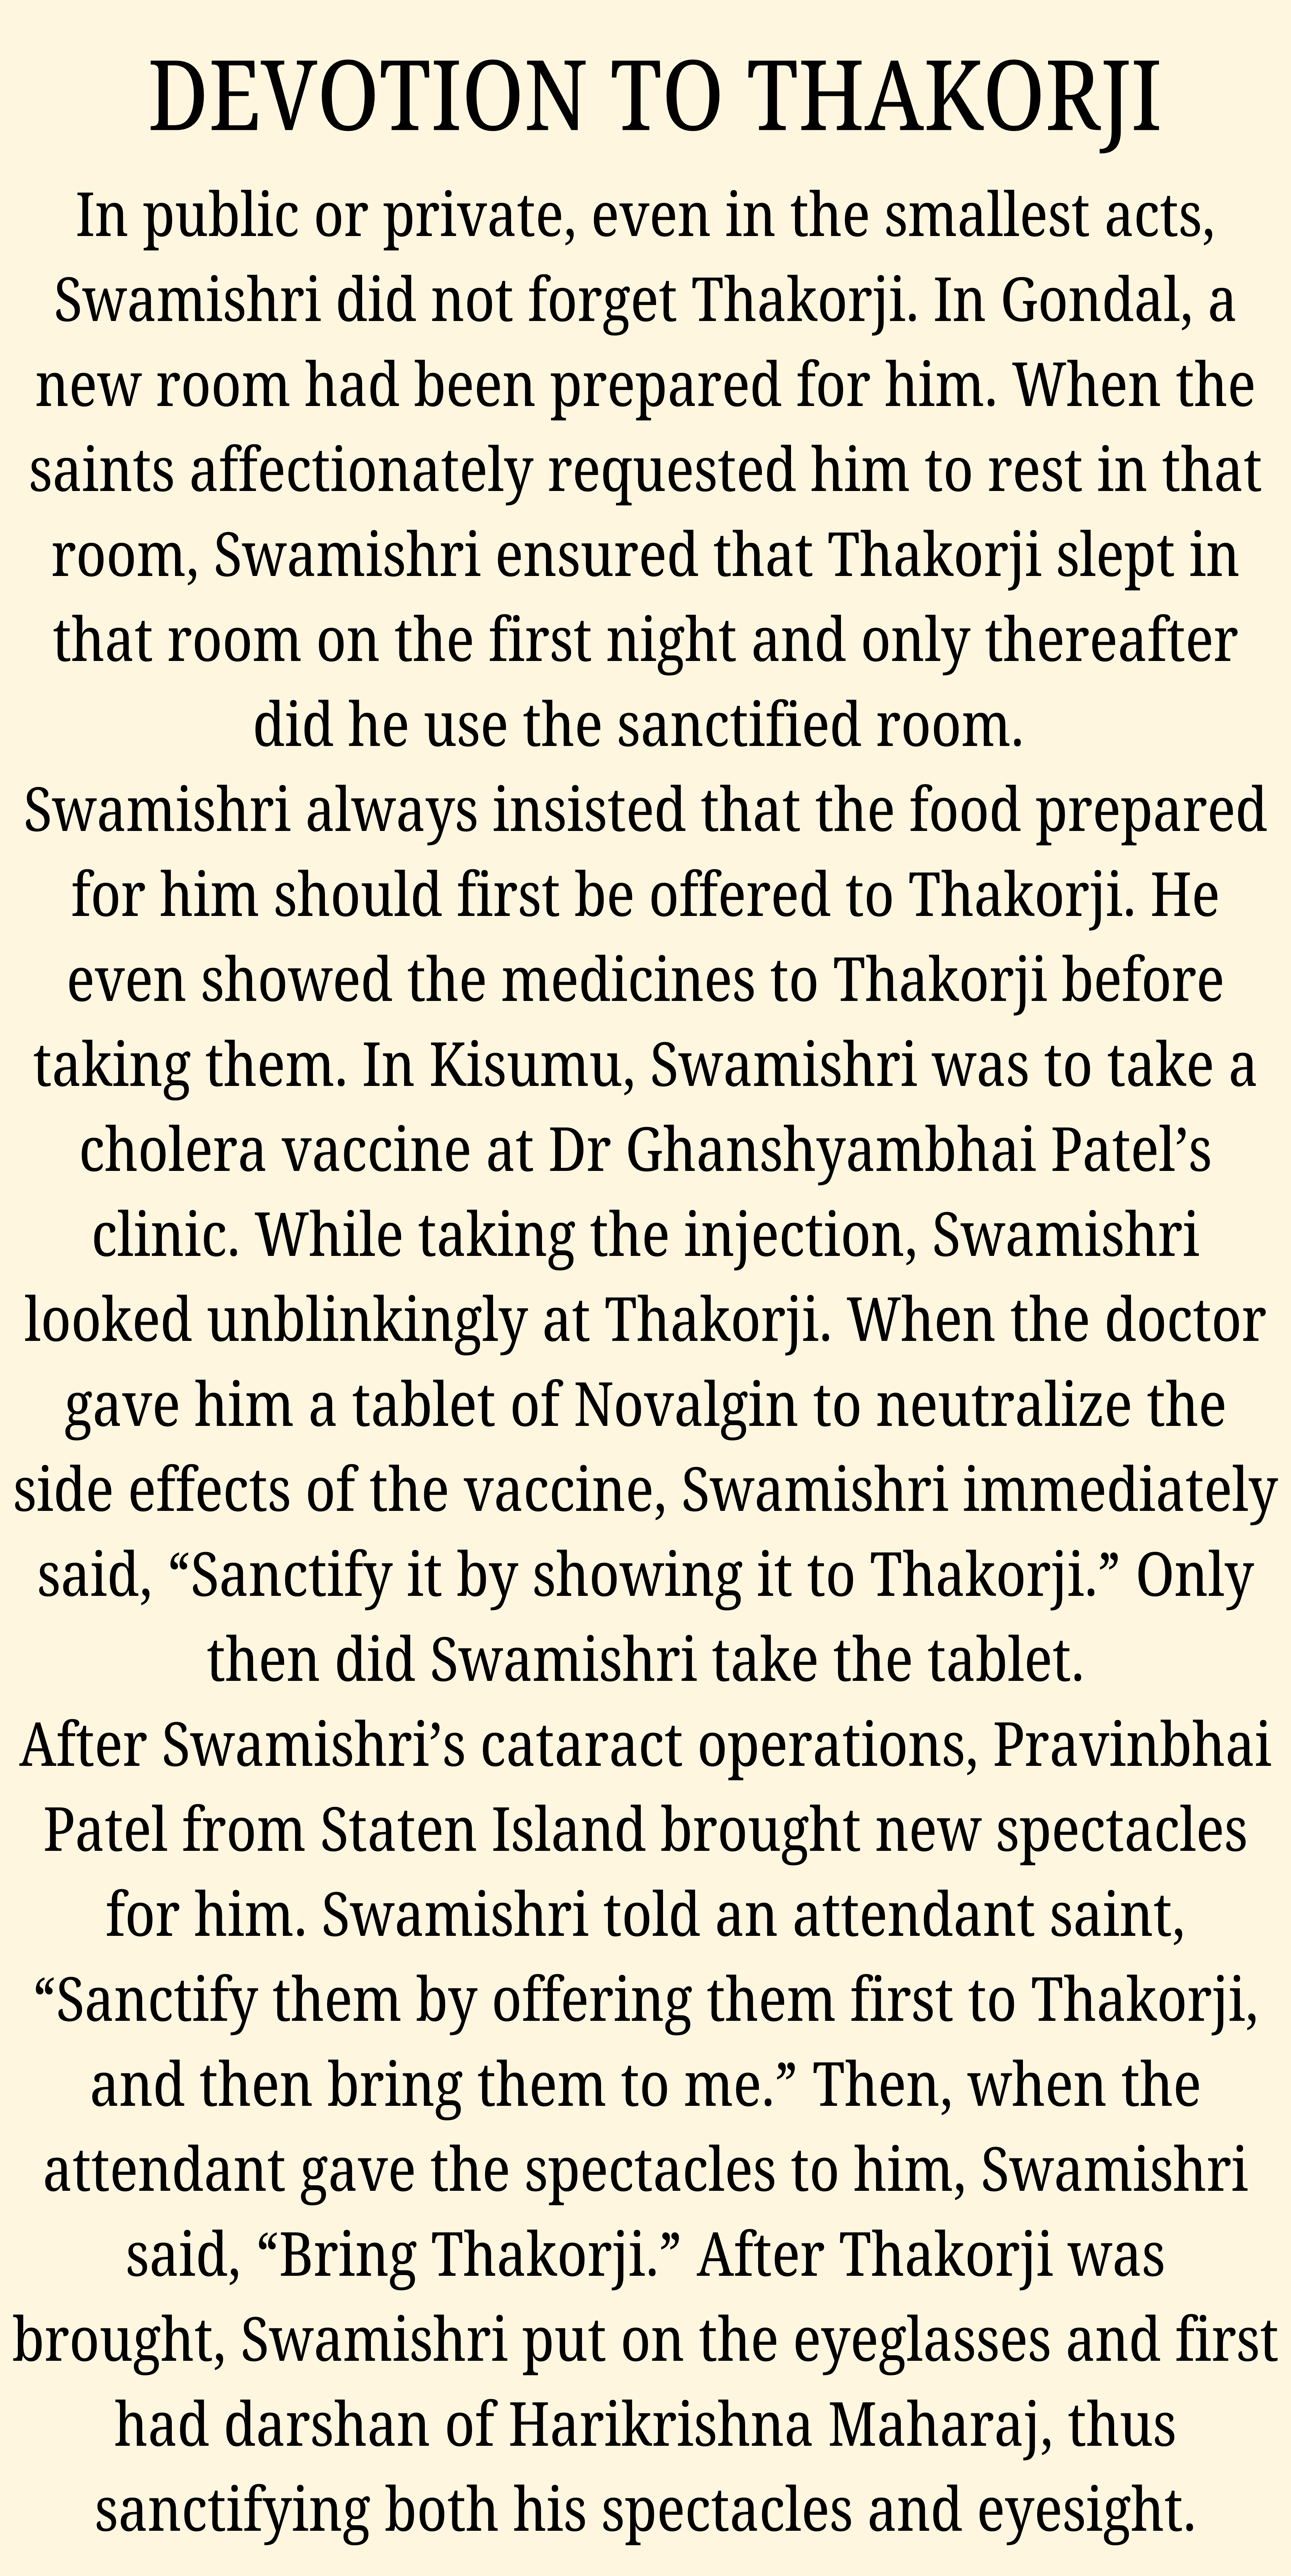 DEVOTION TO THAKORJI
In public or private, even in the smallest acts,
Swamishri did not forget Thakorji. In Gondal, a
new room had been prepared for him. When the
saints affectionately requested him to rest in that
room, Swamishri ensured that Thakorji slept in
that room on the first night and only thereafter
did he use the sanctified room.
Swamishri always insisted that the food prepared
for him should first be offered to Thakorji. He
even showed the medicines to Thakorji before
taking them. In Kisumu, Swamishri was to take a
cholera vaccine at Dr Ghanshyambhai Patel’s
clinic. While taking the injection, Swamishri
looked unblinkingly at Thakorji. When the doctor
gave him a tablet of Novalgin to neutralize the
side effects of the vaccine, Swamishri immediately
said, “Sanctify it by showing it to Thakorji.” Only
then did Swamishri take the tablet.
After Swamishri’s cataract operations, Pravinbhai
Patel from Staten Island brought new spectacles
for him. Swamishri told an attendant saint,
“Sanctify them by offering them first to Thakorji,
and then bring them to me.” Then, when the
attendant gave the spectacles to him, Swamishri
said, “Bring Thakorji.” After Thakorji was
brought, Swamishri put on the eyeglasses and first
had darshan of Harikrishna Maharaj, thus
sanctifying both his spectacles and eyesight.